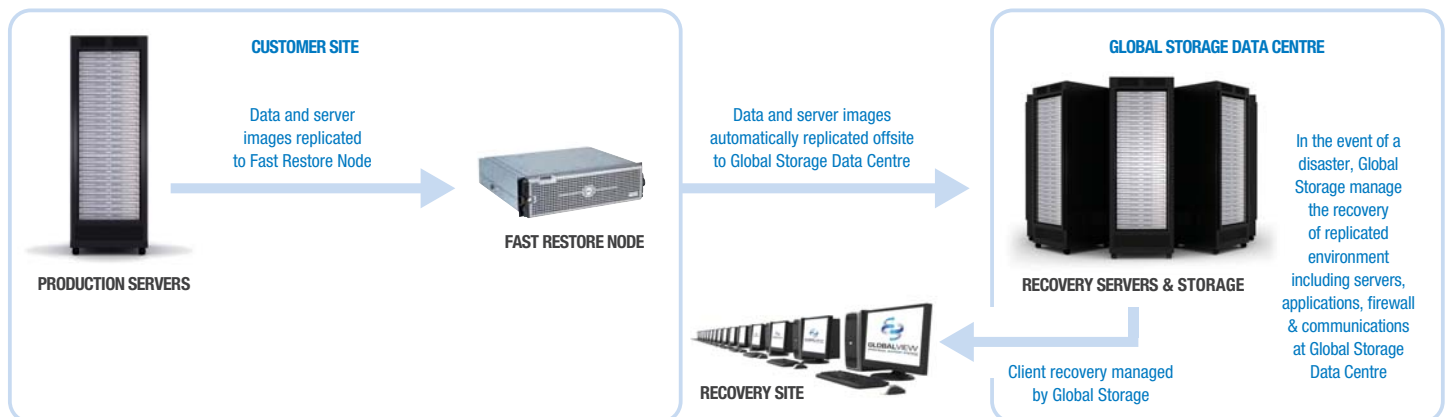 CUSTOMER SITE
Data and server
images replicated
to Fast Restore Node
PRODUCTION SERVERS
FAST RESTORE NODE
Data and server images
automatically replicated offsite
to Global Storage Data Centre
GLOBAL STORAGE DATA CENTRE
RECOVERY SERVERS & STORAGE
In the event of a
disaster, Global
Storage manage
the recovery
of replicated
environment
including servers,
applications, firewall
& communications
at Global Storage
Data Centre
GLOBALVIEW
RECOVERY SITE
Client recovery managed
by Global Storage